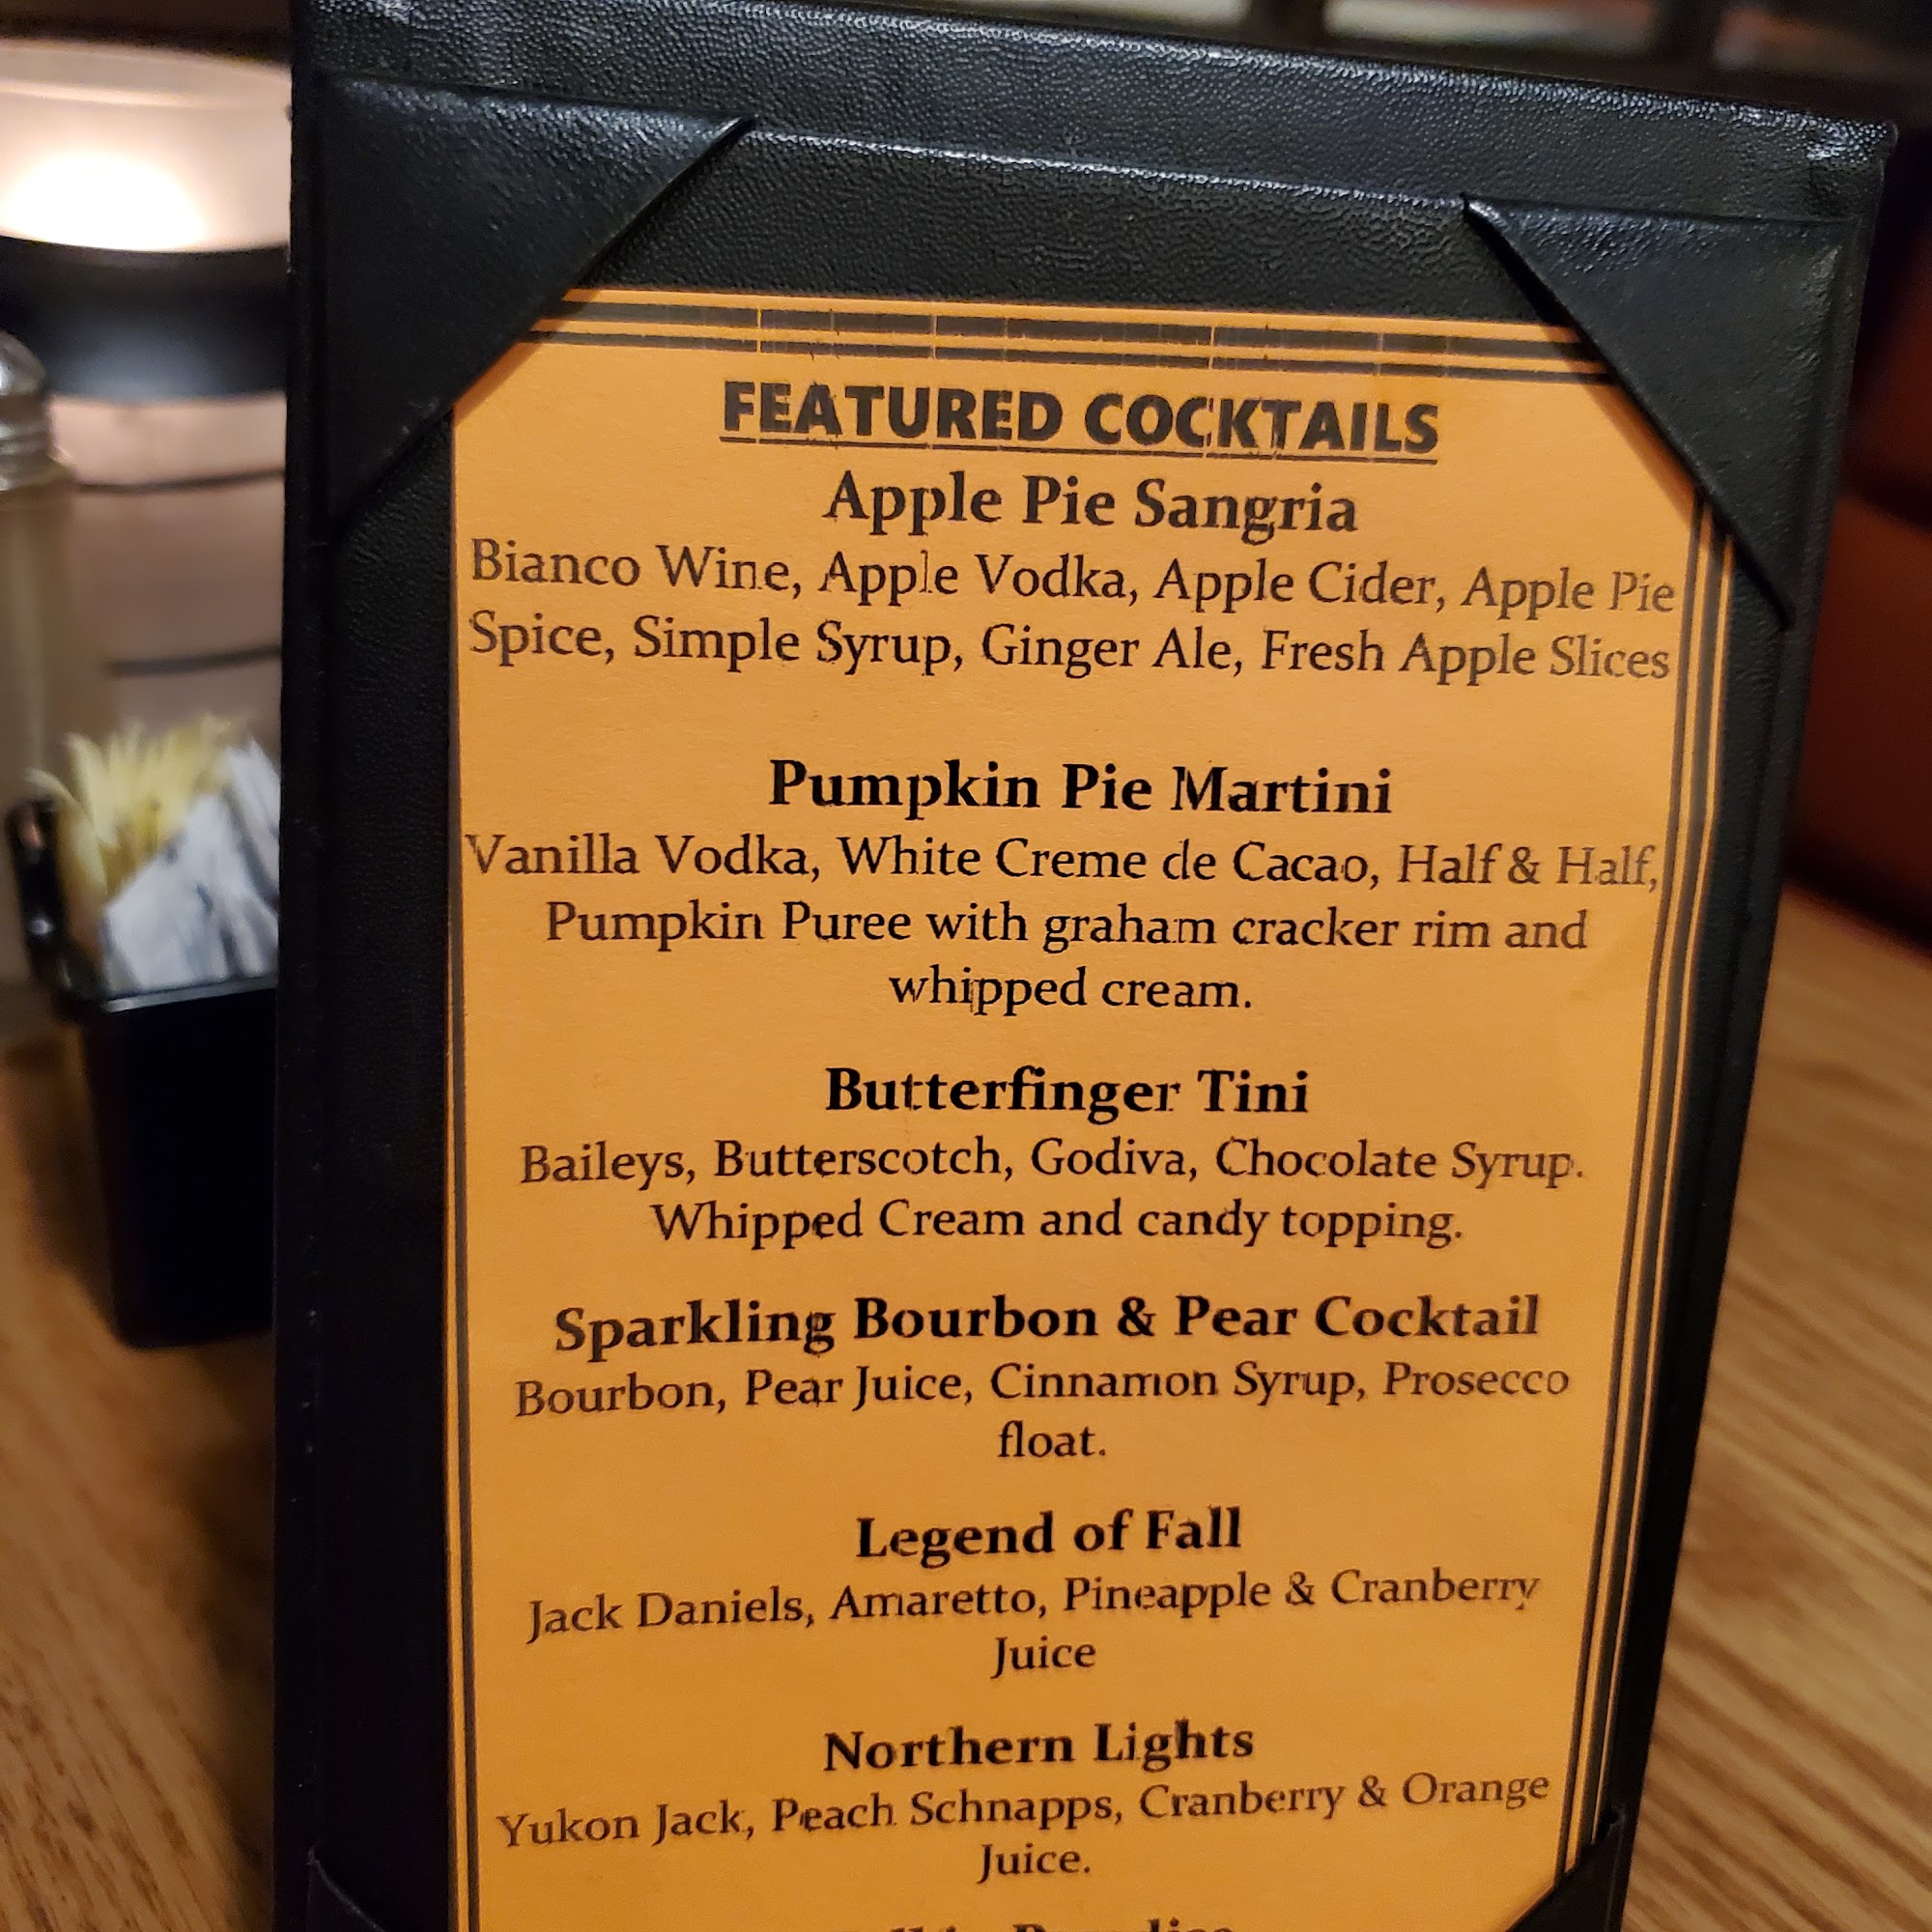 FEATURED COCKTAILS
Apple Pie Sangria
Bianco Wine, Apple Vodka, Apple Cider, Apple Pie
Spice, Simple Syrup, Ginger Ale, Fresh Apple Slices
Pumpkin Pie Martini
Vanilla Vodka, White Creme de Cacao, Half & Half,
Pumpkin Puree with graham cracker rim and
whipped cream.
Butterfinger Tini
Baileys, Butterscotch, Godiva, Chocolate Syrup.
Whipped Cream and candy topping.
Sparkling Bourbon & Pear Cocktail
Bourbon, Pear Juice, Cinnamon Syrup, Prosecco
float.
Legend of Fall
Jack Daniels, Amaretto, Pineapple & Cranberry
Juice
Northern Lights
Yukon Jack, Peach Schnapps, Cranberry & Orange
Juice.